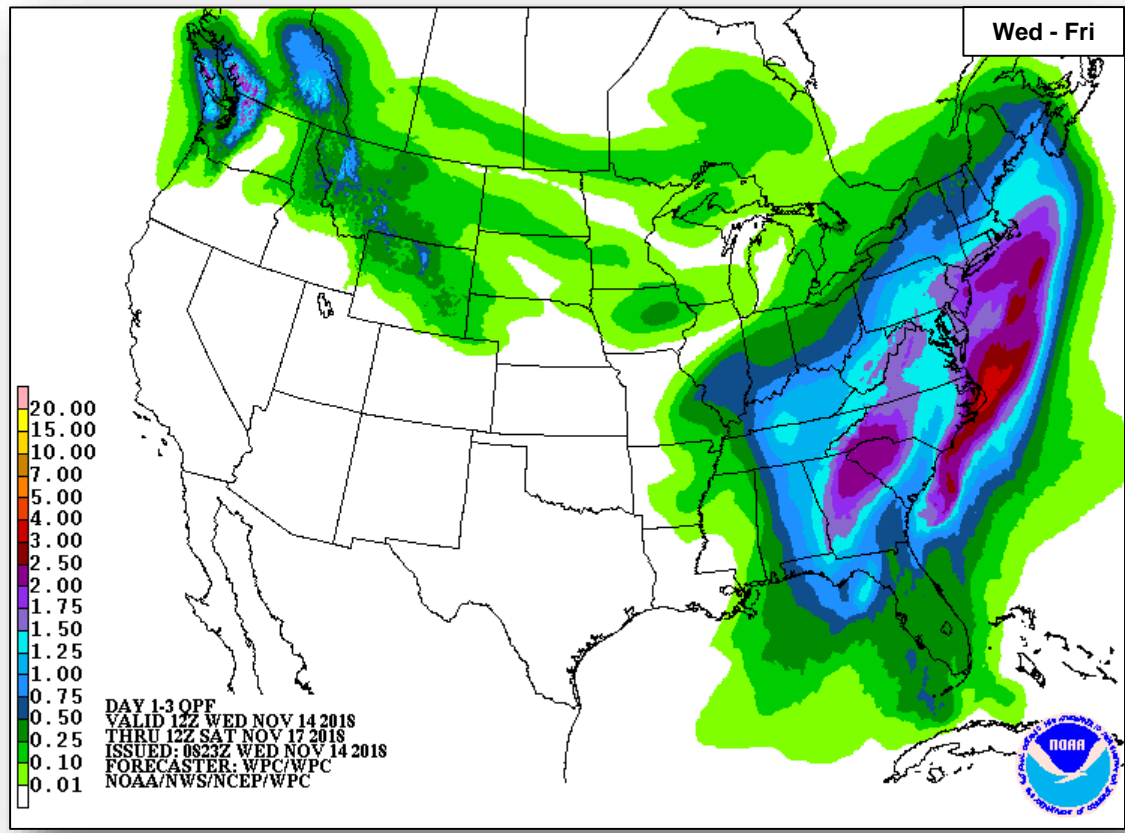 Wed - Fri
20.00
15.00
10.00
7.00
5.00
4.00
3.00
2.50
2.00
1.75
1.50
1.25
1.00
0.75
0.50
0.25
0.10
0.01
DAY 1-3 QPF
VALID 12Z WED NOV 14 2018
THRU 12Z SAT NOV 17 2018
ISSUED: 0823Z WED NOV 14 2018
FORECASTER: WPC/WPC
NOAA/NWS/NCEP/WPC
NOAA